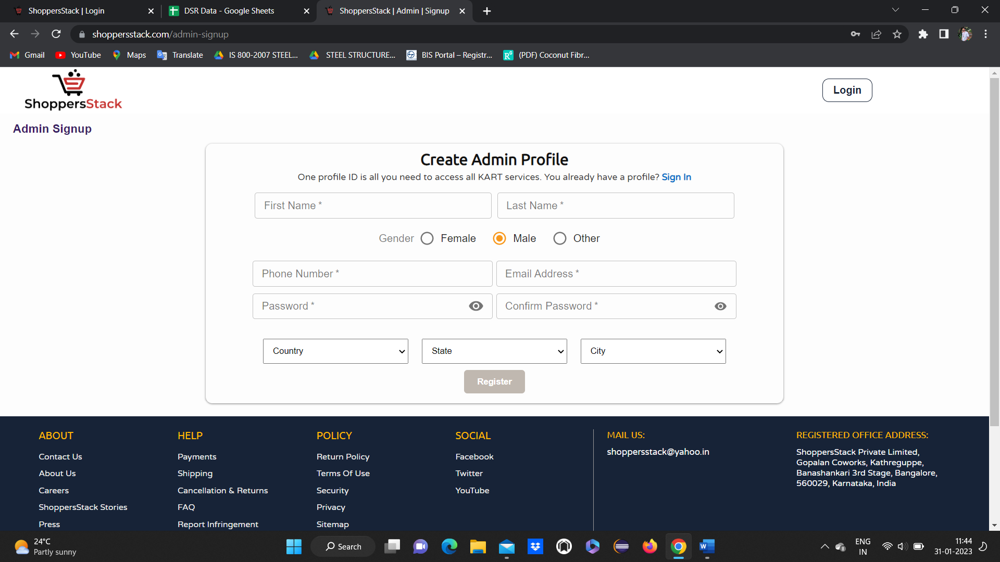 ShoppersStack | Login
DSR Data - Google Sheets
ShoppersStack | Admin | Signup
shoppersstack.com/admin-signup
Gmail
YouTube
Maps
Translate
IS 800-2007 STEEL...
STEEL STRUCTURE...
BIS Portal – Registr...
(PDF) Coconut Fibr...
ShoppersStack
Login
Admin Signup
Create Admin Profile
One profile ID is all you need to access all KART services. You already have a profile? Sign In
First Name *
Last Name *
Gender
Female
Male
Other
Phone Number *
Email Address *
Password *
Confirm Password *
Country
State
City
Register
ABOUT
Contact Us
About Us
Careers
ShoppersStack Stories
Press
HELP
Payments
Shipping
Cancellation & Returns
FAQ
Report Infringement
POLICY
Return Policy
Terms Of Use
Security
Privacy
Sitemap
SOCIAL
Facebook
Twitter
YouTube
MAIL US:
shoppersstack@yahoo.in
REGISTERED OFFICE ADDRESS:
ShoppersStack Private Limited,
Gopalan Coworks, Kathreguppe,
Banashankari 3rd Stage, Bangalore,
560029, Karnataka, India
24°C
Partly sunny
Search
ENG
IN
11:44
31-01-2023